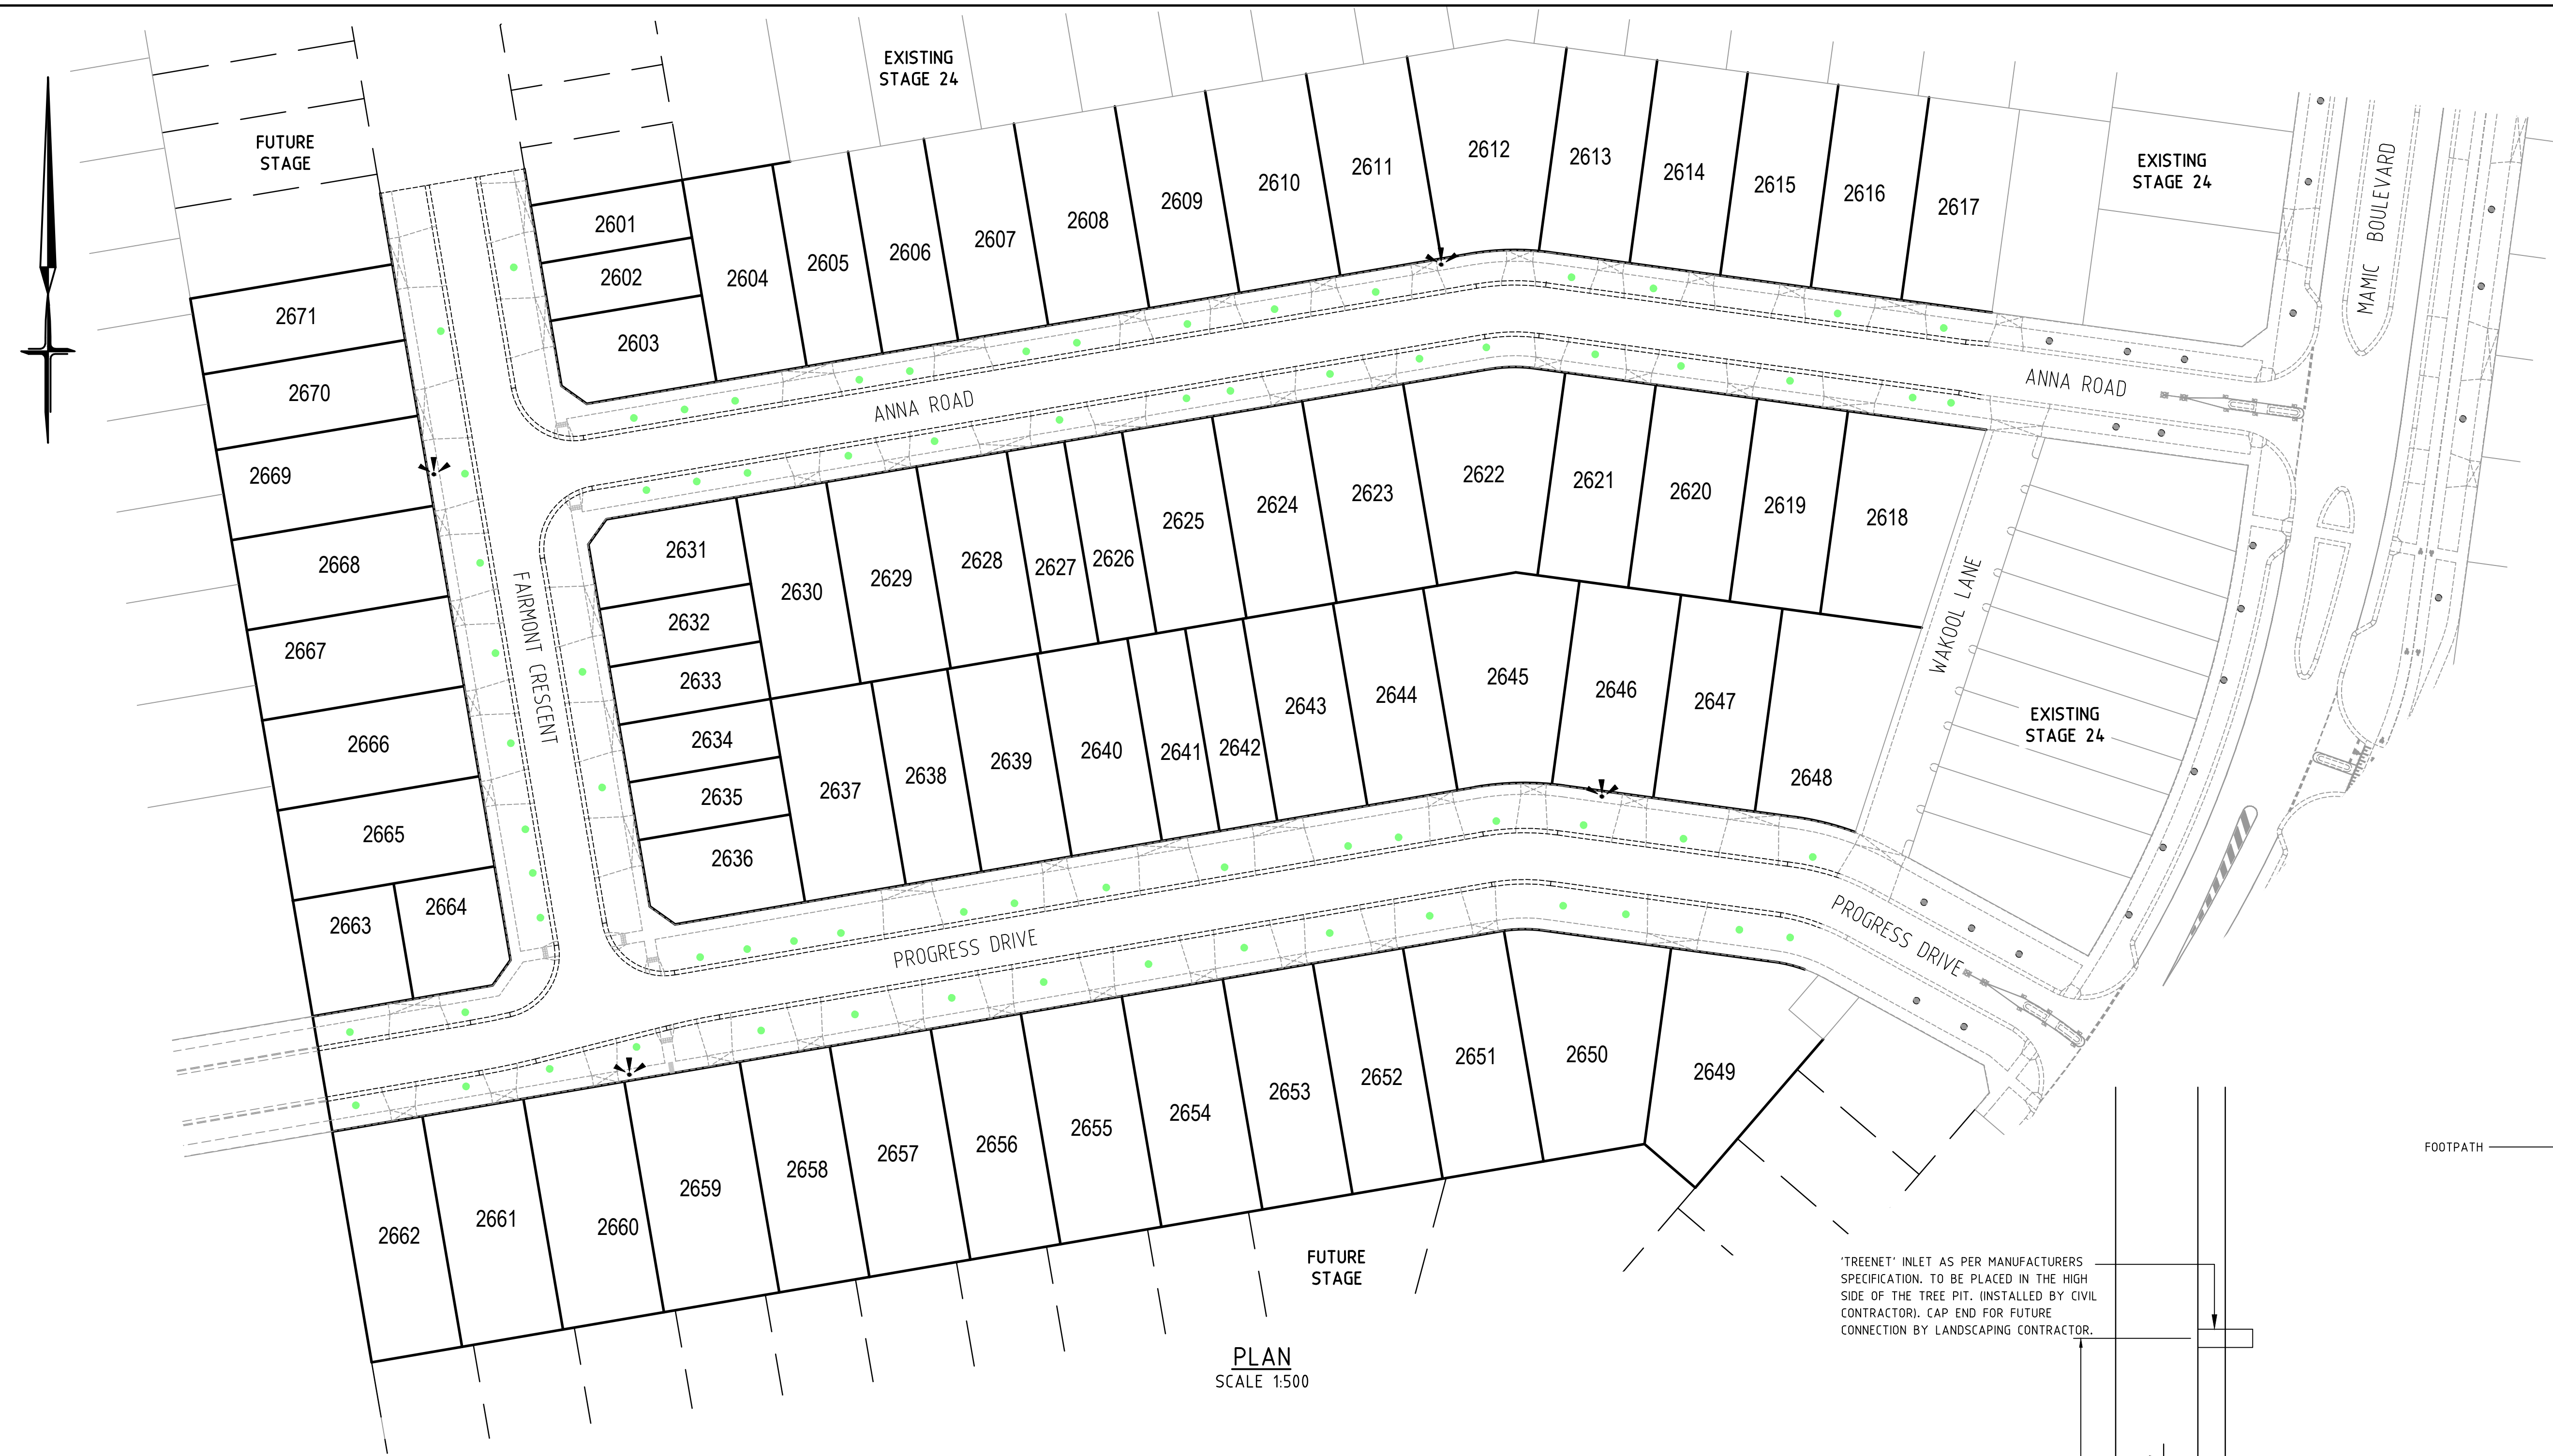 EXISTING
STAGE 24
FUTURE
STAGE
2612
2613
2611
2614
2610
2615
2616
2609
2617
2608
2607
2606
2605
2604
2601
2602
2603
EXISTING
STAGE 24
MAMIC BOULEVARD
2671
2670
2669
2668
2667
2666
2665
2664
2663
ANNA ROAD
ANNA ROAD
FAIRMONT CRESCENT
2631
2632
2633
2634
2635
2636
2630
2629
2628
2627
2626
2625
2624
2623
2622
2621
2620
2619
2618
WAKOOL LANE
EXISTING
STAGE 24
2637
2638
2639
2640
2641
2642
2643
2644
2645
2646
2647
2648
PROGRESS DRIVE
PROGRESS DRIVE
2662
2661
2660
2659
2658
2657
2656
2655
2654
2653
2652
2651
2650
2649
FUTURE
STAGE
FOOTPATH
'TREENET' INLET AS PER MANUFACTURERS
SPECIFICATION. TO BE PLACED IN THE HIGH
SIDE OF THE TREE PIT. (INSTALLED BY CIVIL
CONTRACTOR). CAP END FOR FUTURE
CONNECTION BY LANDSCAPING CONTRACTOR.
PLAN
SCALE 1:500